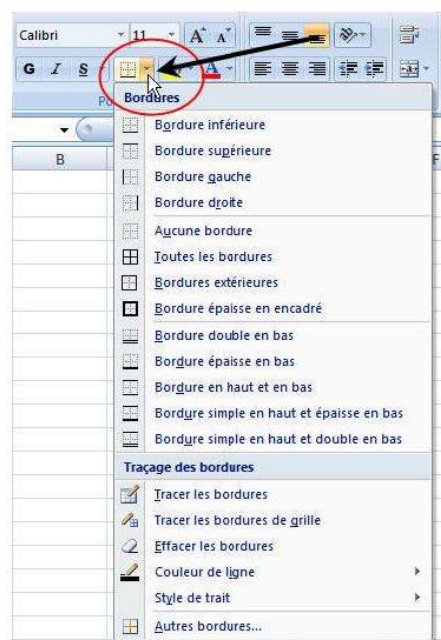 Calibri 11 A A
G I S A
Po
Bordures
B F
Bordure inférieure
Bordure supérieure
Bordure gauche
Bordure droite
Aucune bordure
Toutes les bordures
Bordures extérieures
Bordure épaisse en encadré
Bordure double en bas
Bordure épaisse en bas
Bordure en haut et en bas
Bordure simple en haut et épaisse en bas
Bordure simple en haut et double en bas
Traçage des bordures
Tracer les bordures
Tracer les bordures de grille
Effacer les bordures
Couleur de ligne
Style de trait
Autres bordures...